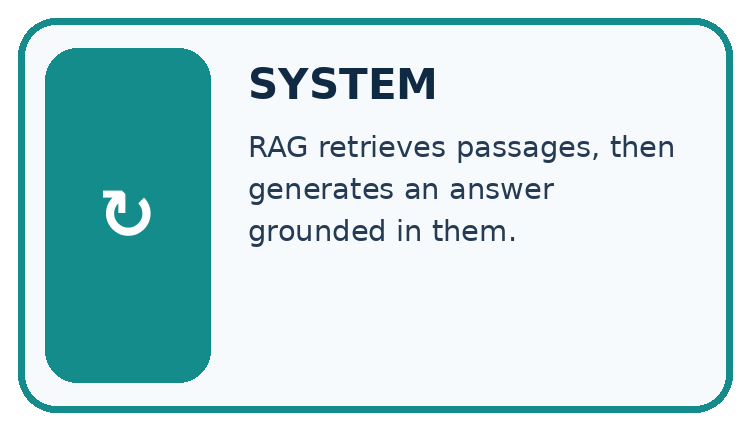 SYSTEM
RAG retrieves passages, then
generates an answer
grounded in them.